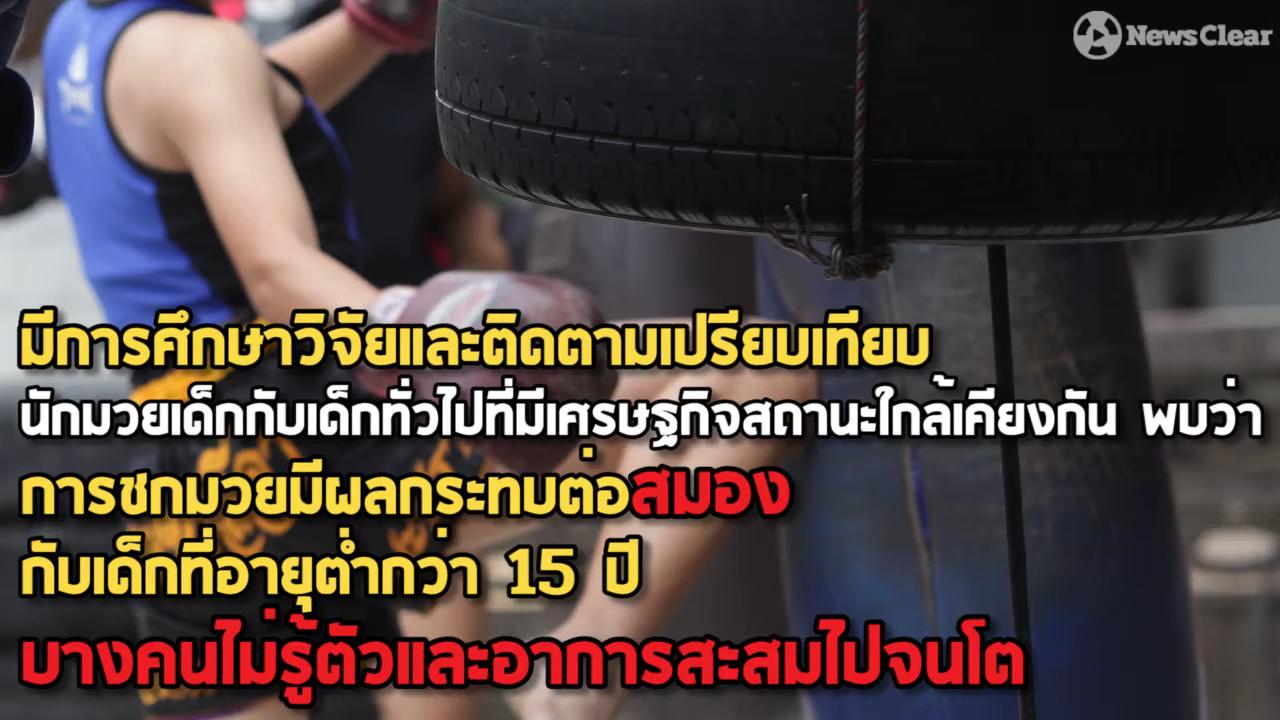 News Clear
มีการศึกษาวิจัยและติดตามเปรียบเทียบ
นักมวยเด็กกับเด็กทั่วไปที่มีเศรษฐกิจสถานะใกล้เคียงกัน พบว่า
การชกมวยมีผลกระทบต่อสมอง
กับเด็กที่อายุต่ำกว่า 15 ปี
บางคนไม่รู้ตัวและอาการสะสมไปจนโต